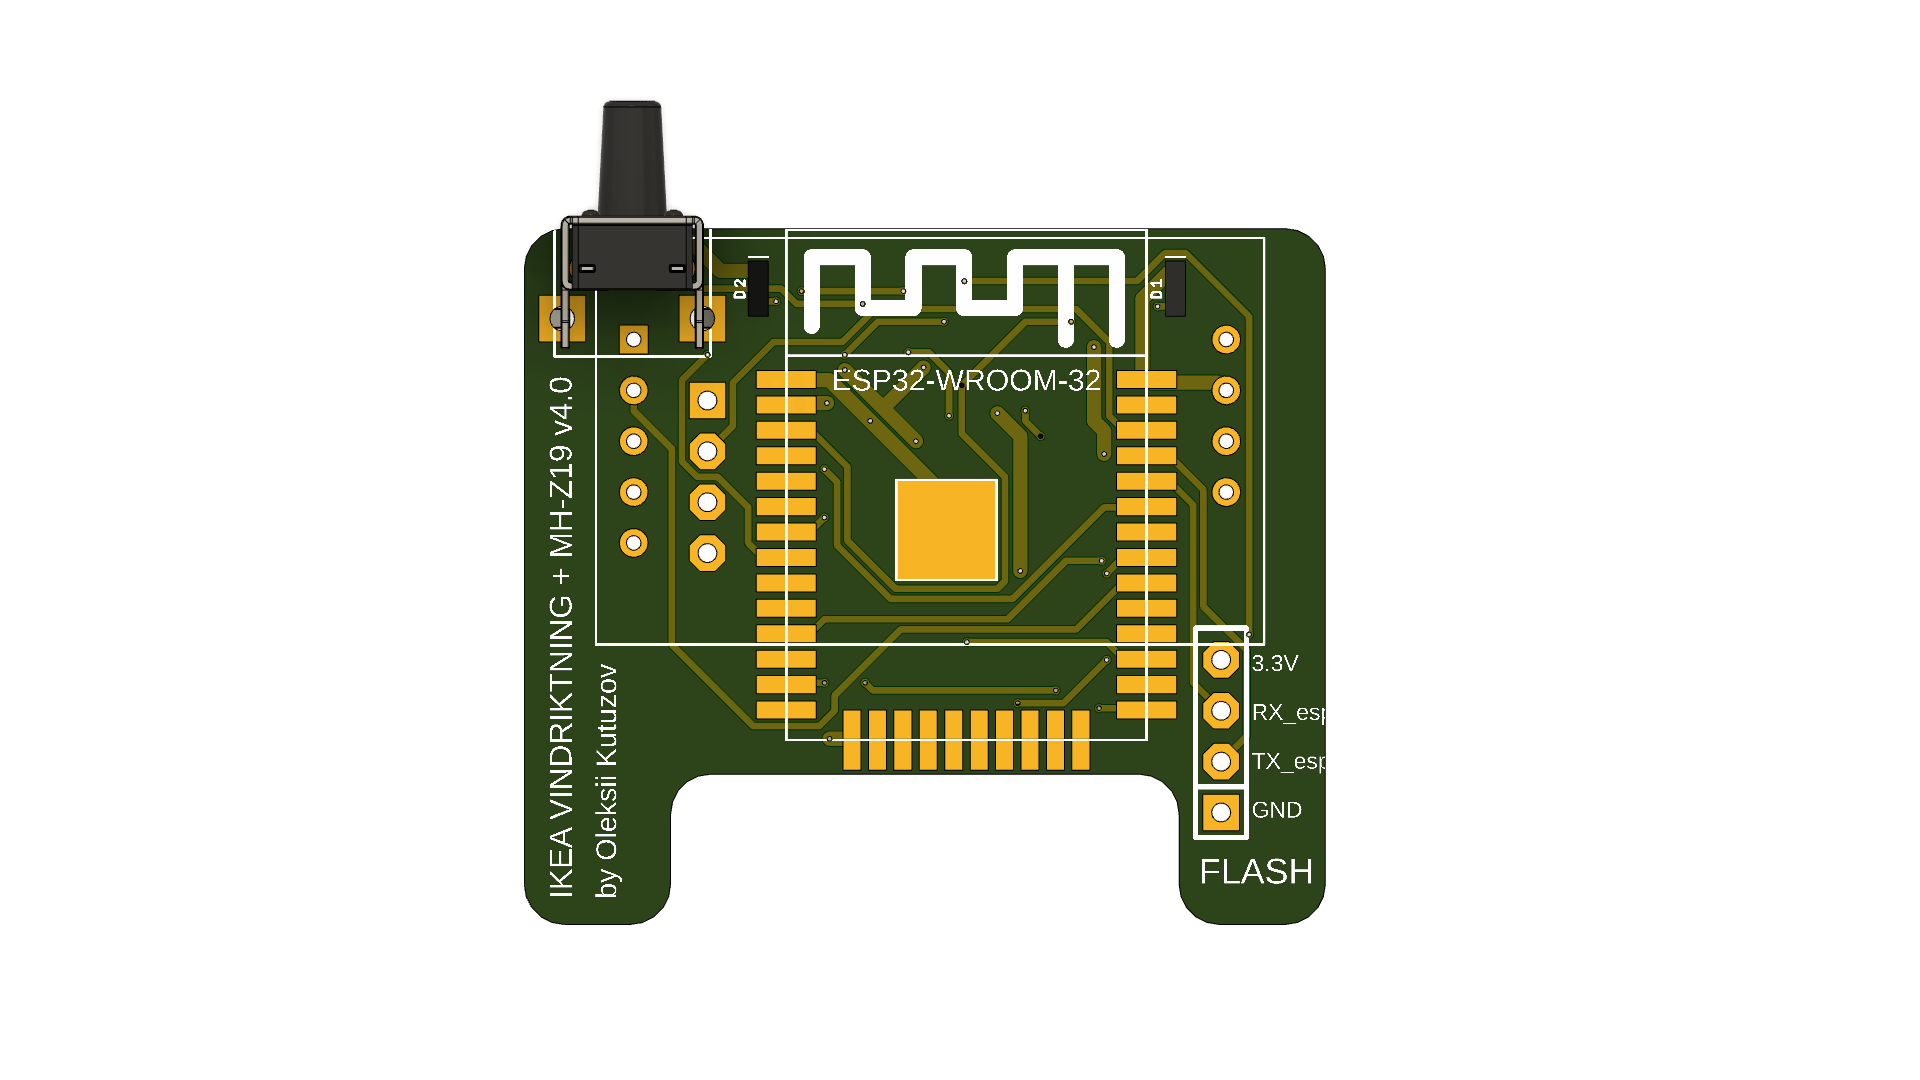 D2
D1
ESP32-WROOM-32
IKEA VINDRIKTNING + MH-Z19 v4.0
by Oleksii Kutuzov
3.3V
RX_esp
TX_esp
GND
FLASH